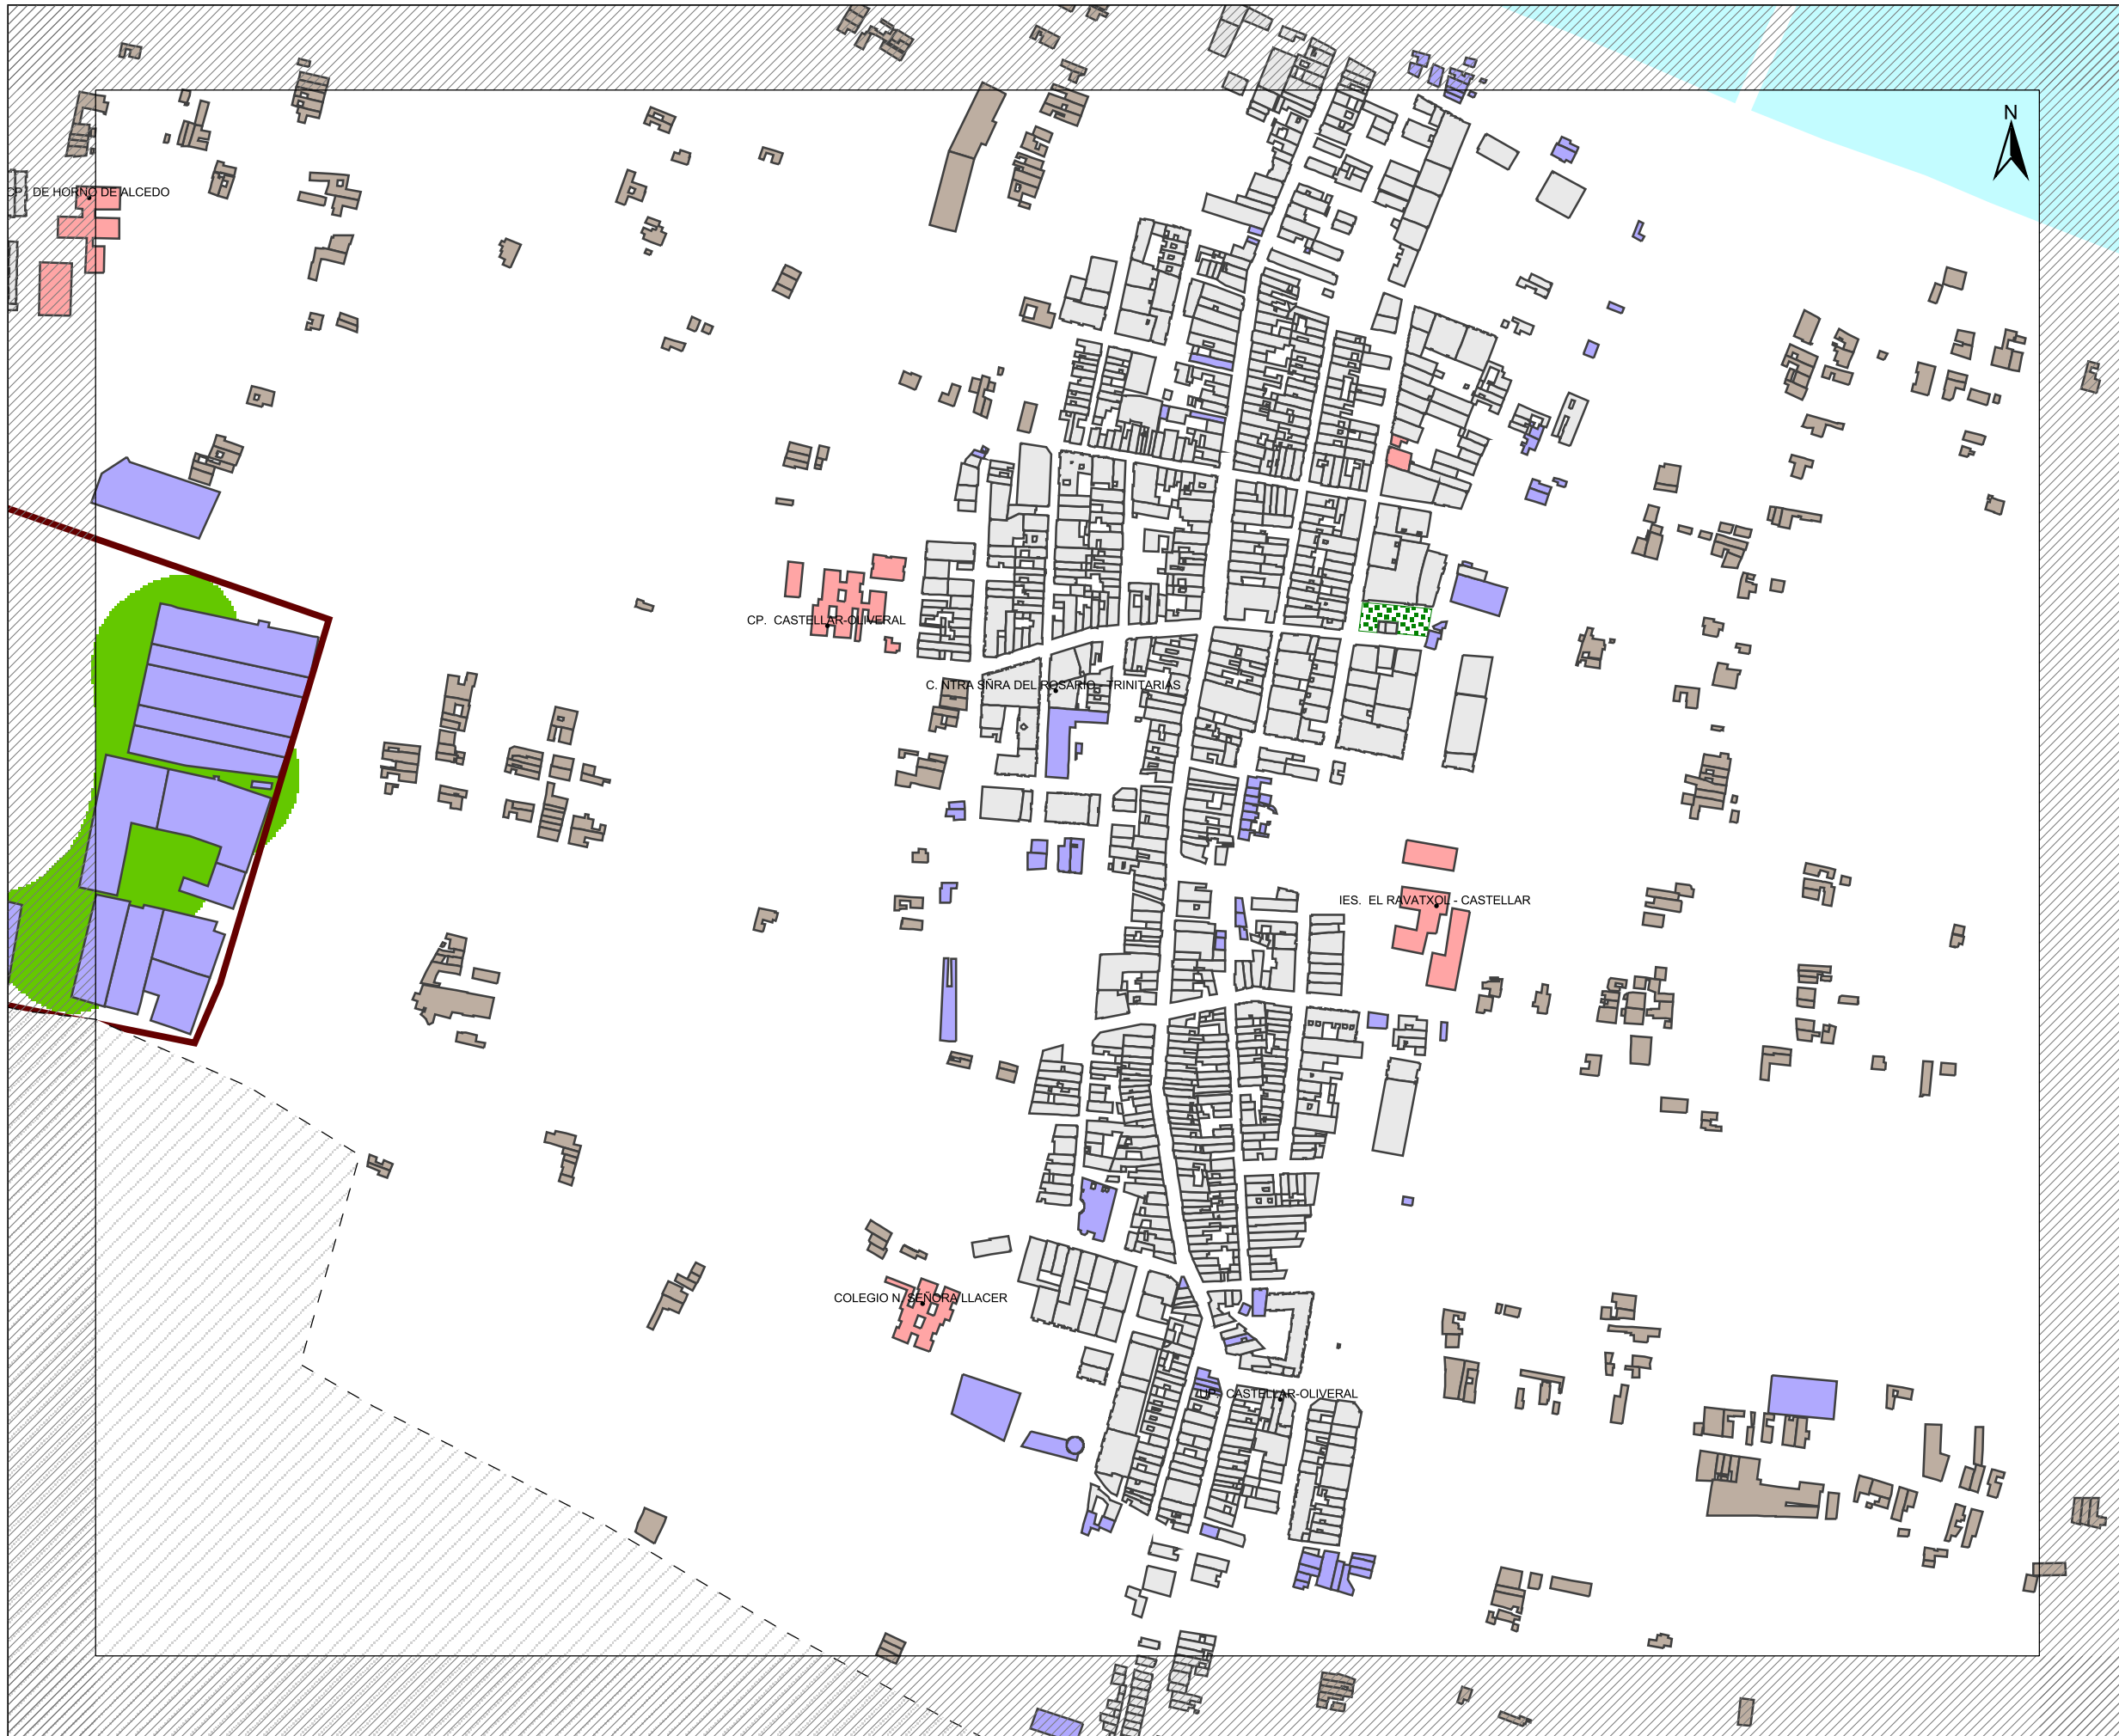 N
CP. DE HORNO DE ALCEDO
CP. CASTELLAR-OLIVERAL
C. NTRA SÑRA DEL ROSARIO - TRINITARIAS
IES. EL RAVATXOL - CASTELLAR
COLEGIO N. SEÑORA LLACER
UP. CASTELLAR-OLIVERAL